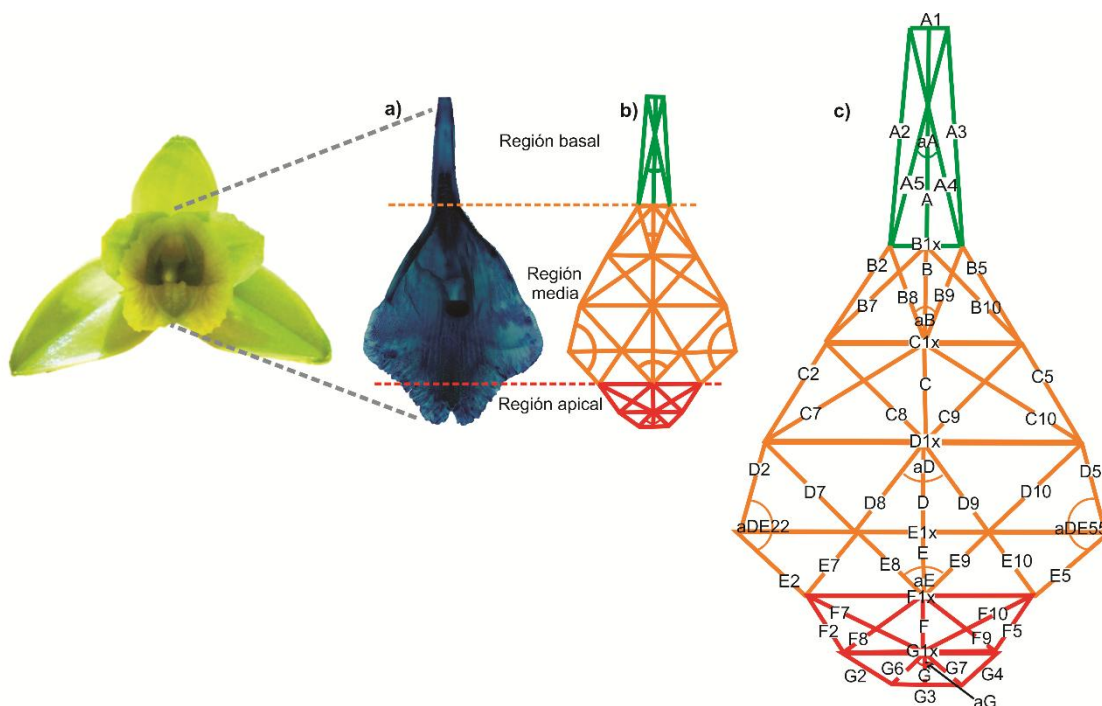 a)
b)
c)
Región basal
Región
media
Región apical
A1
A2
A3
aA
A5
A4
A
B1x
B2
B
B5
B7
B8
B9
B10
aB
C1x
C2
C
C5
C7
C8
C9
C10
D1x
D2
aD
D5
D7
D8
D
D9
D10
aDE22
E1x
aDE55
E
E2
E7
E8
aE
E9
E10
E5
F1x
F7
F10
F2
F8
F
F9
F5
G1x
G2
G6
G
G7
G4
G3
aG